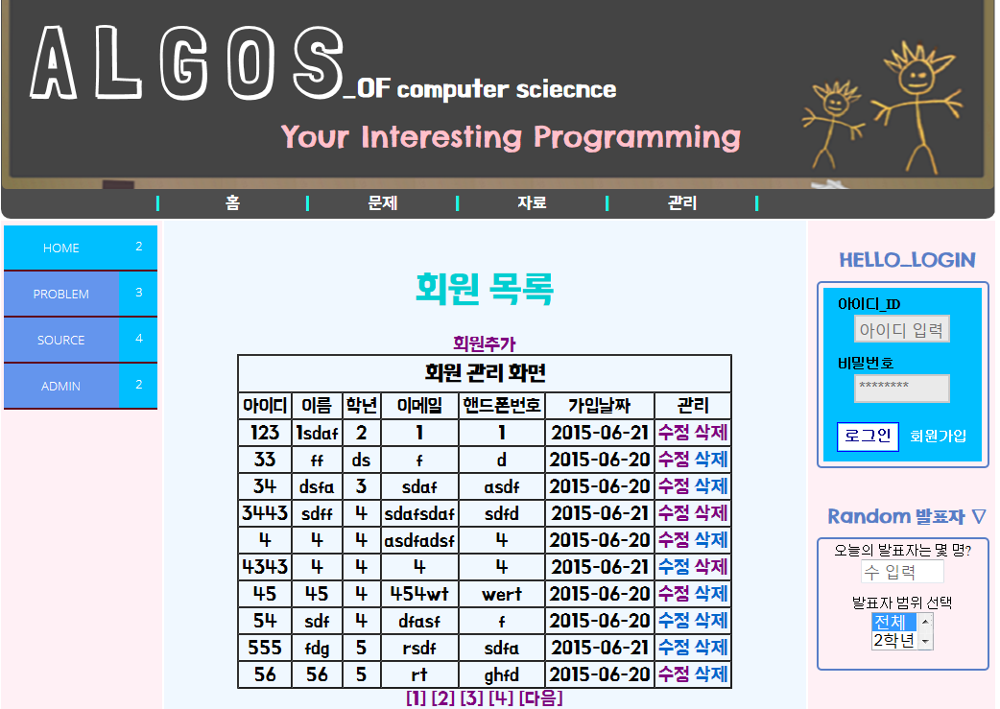 ALGOS_OF computer sciecnce
Your Interesting Programming
홈 문제 자료 관리
HOME 2
PROBLEM 3
SOURCE 4
ADMIN 2
회원 목록
회원추가
회원 관리 화면
아이디 이름 학년 이메일 핸드폰번호 가입날짜 관리
123 1sdaf 2 1 1 2015-06-21 수정 삭제
33 ff ds f d 2015-06-20 수정 삭제
34 dsfa 3 sdaf asdf 2015-06-20 수정 삭제
3443 sdff 4 sdafsdaf sdfd 2015-06-20 수정 삭제
4 4 4 asdfadsf 4 2015-06-20 수정 삭제
4343 4 4 4 4 2015-06-20 수정 삭제
45 45 4 454wt wert 2015-06-20 수정 삭제
54 sdf 4 dfasf f 2015-06-20 수정 삭제
555 fdg 5 rsdf sdfa 2015-06-20 수정 삭제
56 56 5 rt ghfd 2015-06-20 수정 삭제
[1] [2] [3] [4] [다음]
HELLO_LOGIN
아이디_ID
아이디 입력
비밀번호
********
로그인 회원가입
Random 발표자 ▽
오늘의 발표자는 몇 명?
수 입력
발표자 범위 선택
전체
2학년